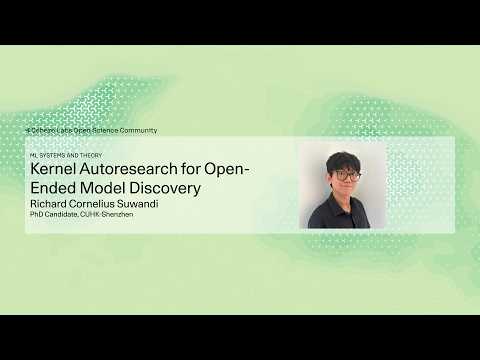 Cohere Labs Open Science Community
ML SYSTEMS AND THEORY
Kernel Autoresearch for Open-
Ended Model Discovery
Richard Cornelius Suwandi
PhD Candidate, CUHK-Shenzhen